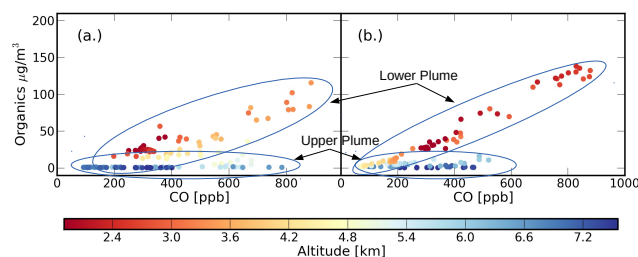 200
150
100
50
0
Organics μg/m³
(a.)
(b.)
Lower Plume
Upper Plume
0 200 400 600 800 0 200 400 600 800 1000
CO [ppb] CO [ppb]
2.4 3.0 3.6 4.2 4.8 5.4 6.0 6.6 7.2
Altitude [km]